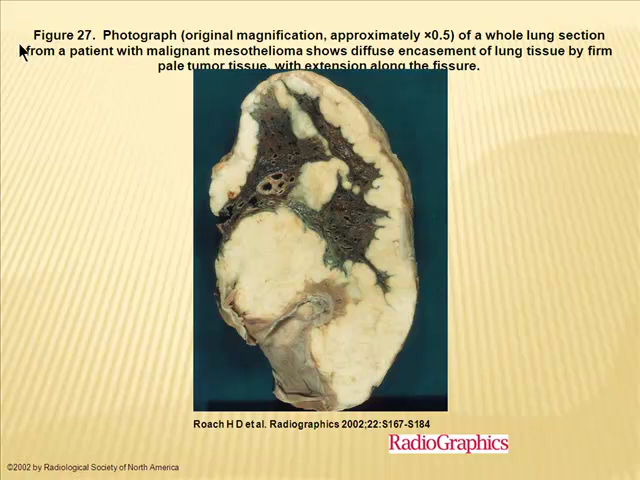 Figure 27.  Photograph (original magnification, approximately ×0.5) of a whole lung section
from a patient with malignant mesothelioma shows diffuse encasement of lung tissue by firm
pale tumor tissue, with extension along the fissure.
Roach H D et al. Radiographics 2002;22:S167-S184
RadioGraphics
©2002 by Radiological Society of North America